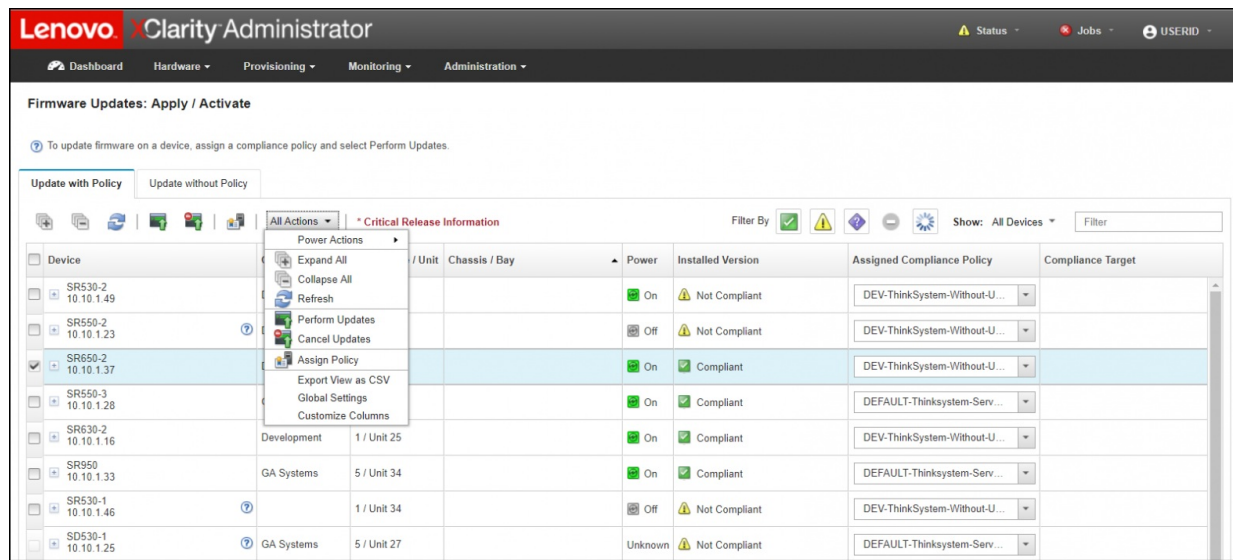 Lenovo. XClarity Administrator
Status
Jobs
USERID
Dashboard Hardware Provisioning Monitoring Administration
Firmware Updates: Apply / Activate
To update firmware on a device, assign a compliance policy and select Perform Updates.
Update with Policy Update without Policy
All Actions * Critical Release Information Filter By Show: All Devices Filter
Power Actions
Expand All
Collapse All
Refresh
Perform Updates
Cancel Updates
Assign Policy
Export View as CSV
Global Settings
Customize Columns
Device / Unit Chassis / Bay Power Installed Version Assigned Compliance Policy Compliance Target
SR530-2
10.10.1.49 On Not Compliant DEV-ThinkSystem-Without-U...
SR550-2
10.10.1.23 Off Not Compliant DEV-ThinkSystem-Without-U...
SR650-2
10.10.1.37 On Compliant DEV-ThinkSystem-Without-U...
SR550-3
10.10.1.28 On Compliant DEFAULT-Thinksystem-Serv...
SR630-2
10.10.1.16 Development 1 / Unit 25 On Compliant DEV-ThinkSystem-Without-U...
SR950
10.10.1.33 GA Systems 5 / Unit 34 On Compliant DEFAULT-Thinksystem-Serv...
SR530-1
10.10.1.46 1 / Unit 34 Off Not Compliant DEV-ThinkSystem-Without-U...
SD530-1
10.10.1.25 GA Systems 5 / Unit 27 Unknown Not Compliant DEFAULT-Thinksystem-Serv...